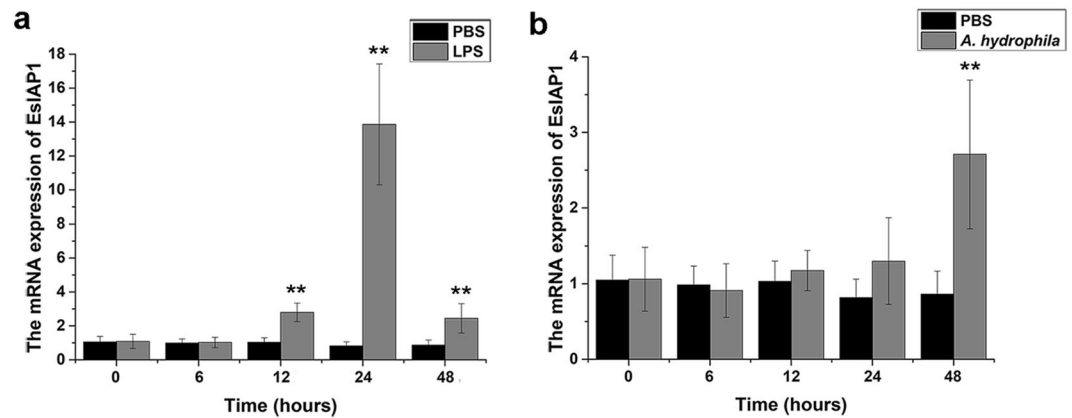 a
PBS
LPS
The mRNA expression of EsIAP1
18
16
14
12
10
8
6
4
2
0
**
**
**
0 6 12 24 48
Time (hours)
b
PBS
A. hydrophila
The mRNA expression of EsIAP1
4
3
2
1
0
**
0 6 12 24 48
Time (hours)